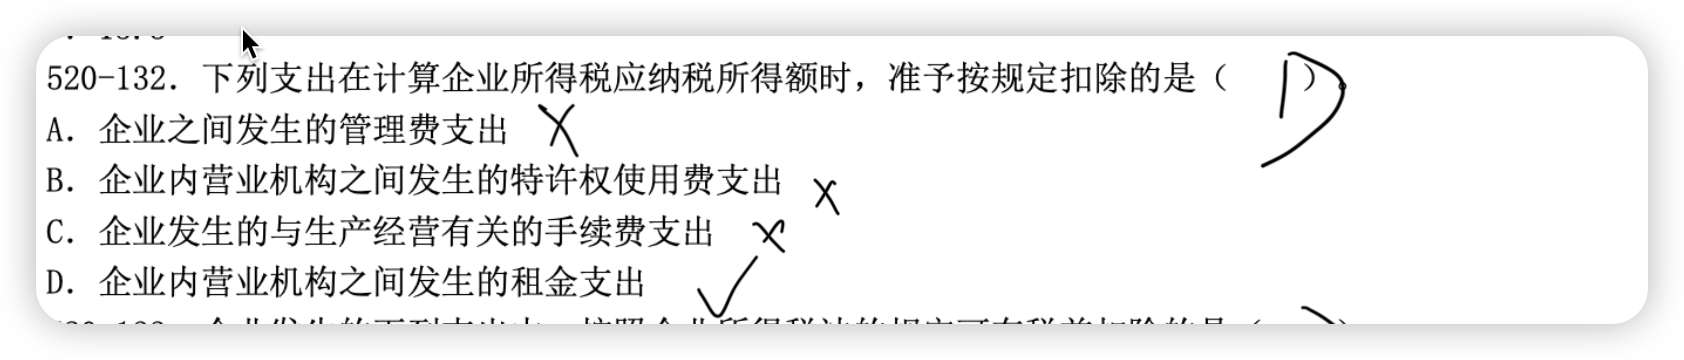 520-132. 下列支出在计算企业所得税应纳税所得额时，准予按规定扣除的是（ D ）。
A. 企业之间发生的管理费支出 X
B. 企业内营业机构之间发生的特许权使用费支出 X
C. 企业发生的与生产经营有关的手续费支出 X
D. 企业内营业机构之间发生的租金支出 ✓